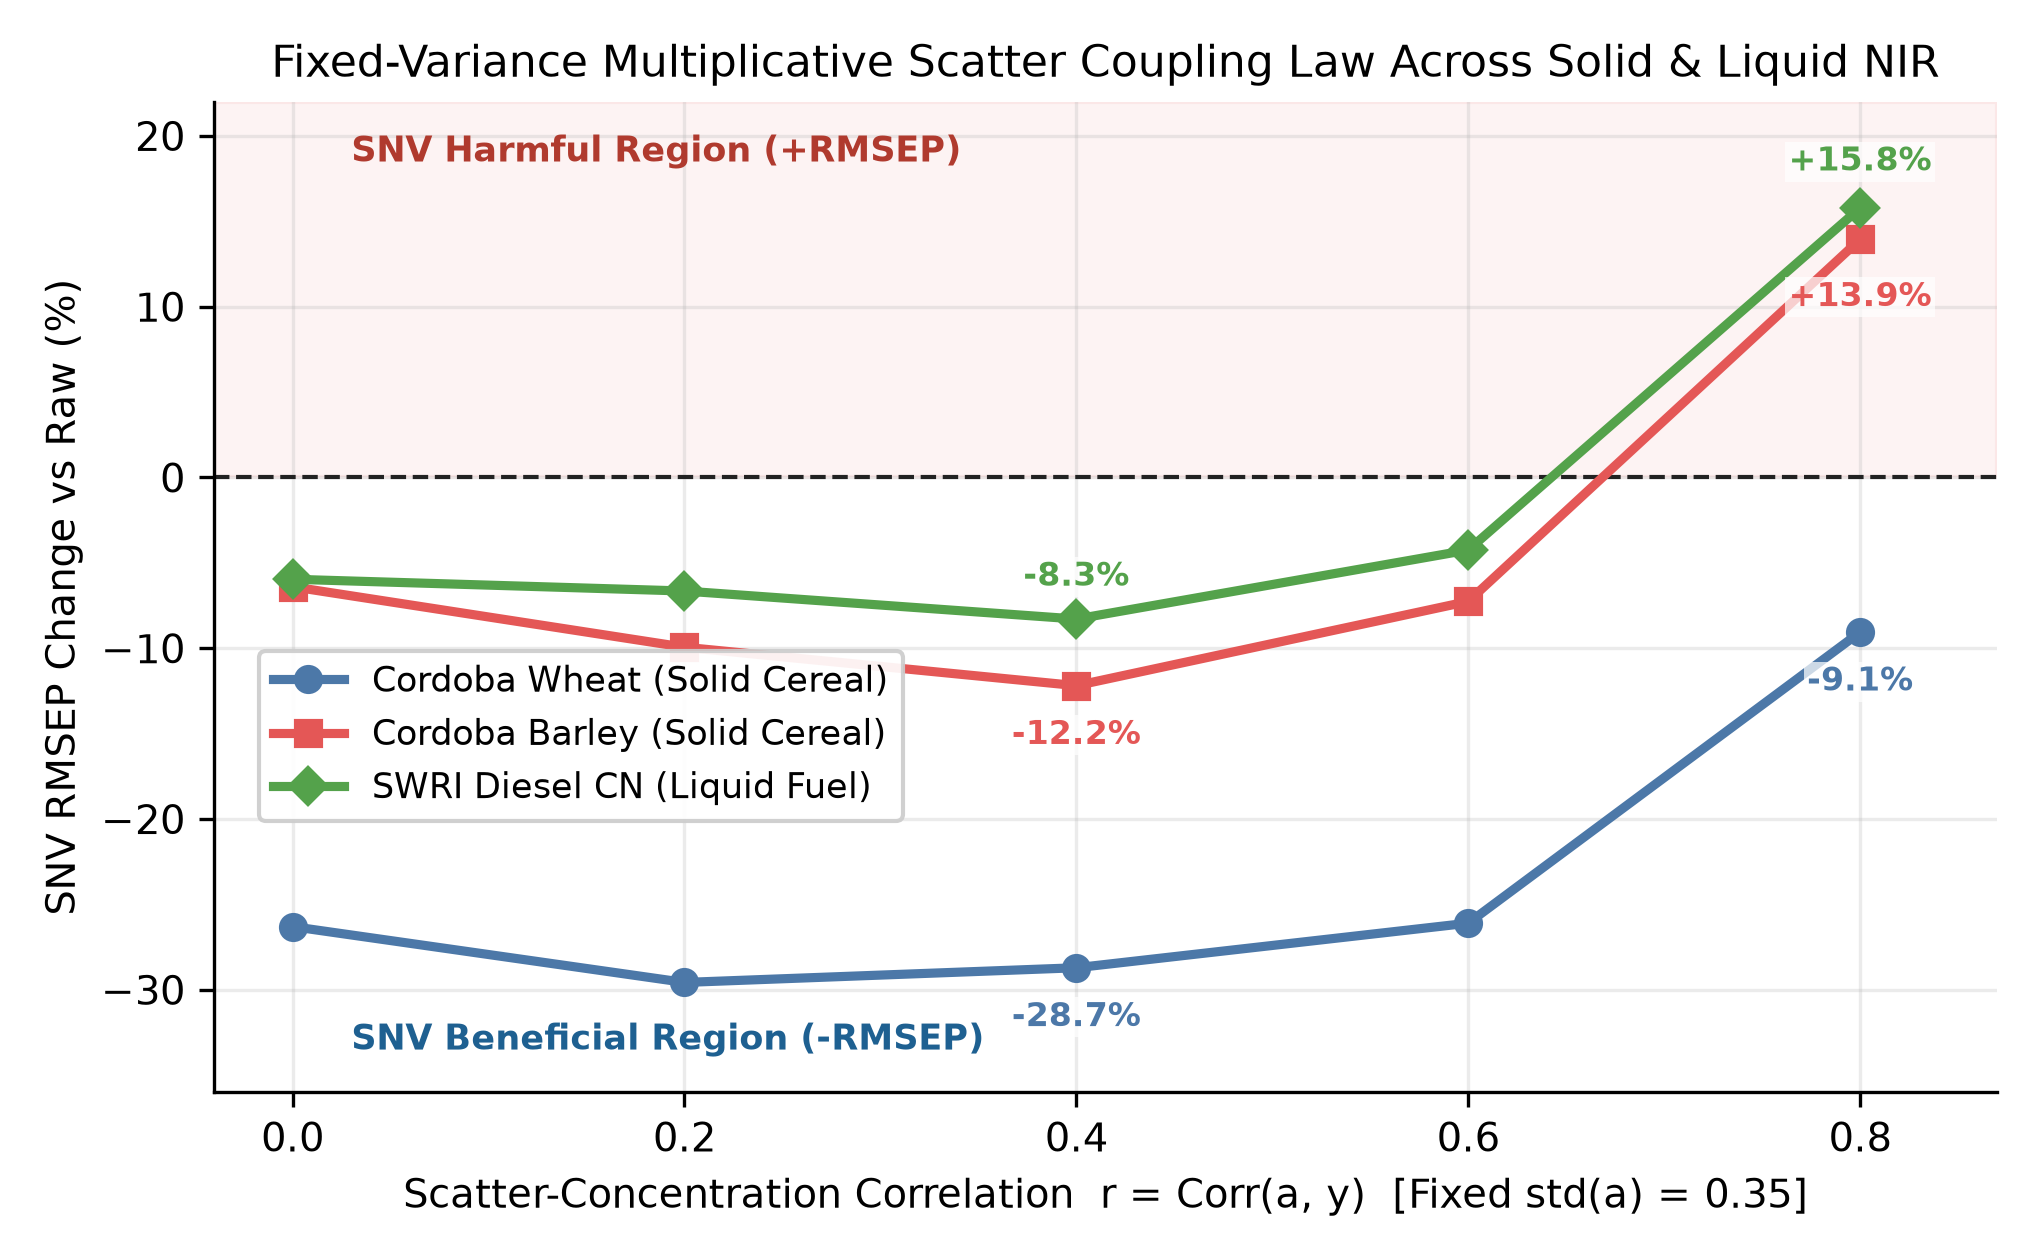 Fixed-Variance Multiplicative Scatter Coupling Law Across Solid & Liquid NIR
SNV RMSEP Change vs Raw (%)
20
10
0
−10
−20
−30
SNV Harmful Region (+RMSEP)
+15.8%
+13.9%
-8.3%
-12.2%
-9.1%
Cordoba Wheat (Solid Cereal)
Cordoba Barley (Solid Cereal)
SWRI Diesel CN (Liquid Fuel)
-28.7%
SNV Beneficial Region (-RMSEP)
0.0
0.2
0.4
0.6
0.8
Scatter-Concentration Correlation  r = Corr(a, y)  [Fixed std(a) = 0.35]